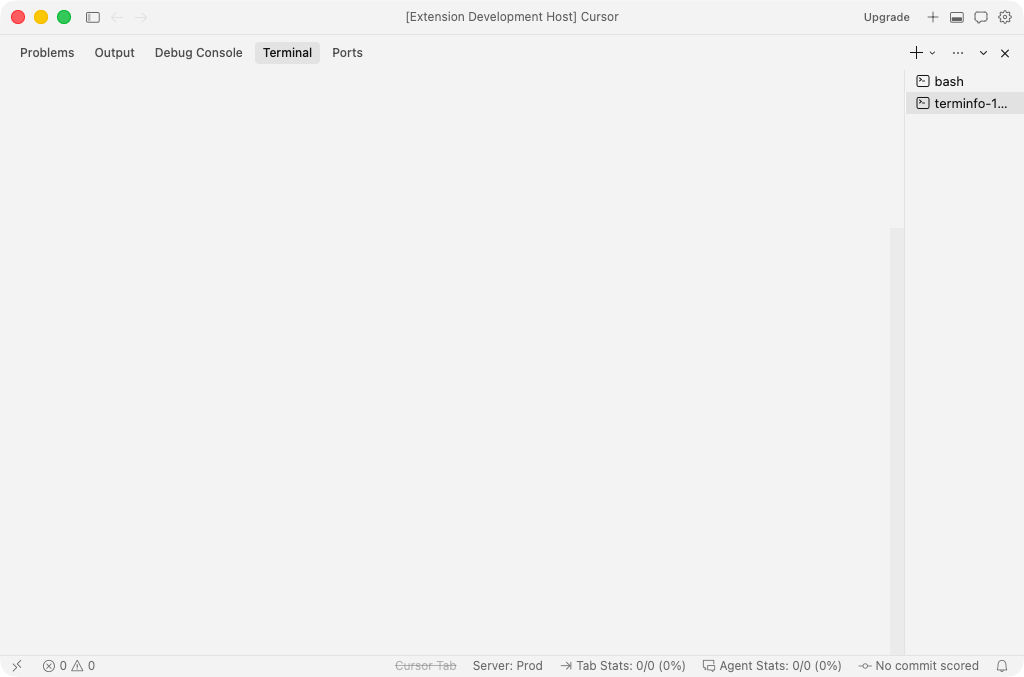 [Extension Development Host] Cursor
Upgrade
Problems Output Debug Console Terminal Ports
bash
terminfo-1...
0 0 Cursor Tab Server: Prod Tab Stats: 0/0 (0%) Agent Stats: 0/0 (0%) No commit scored